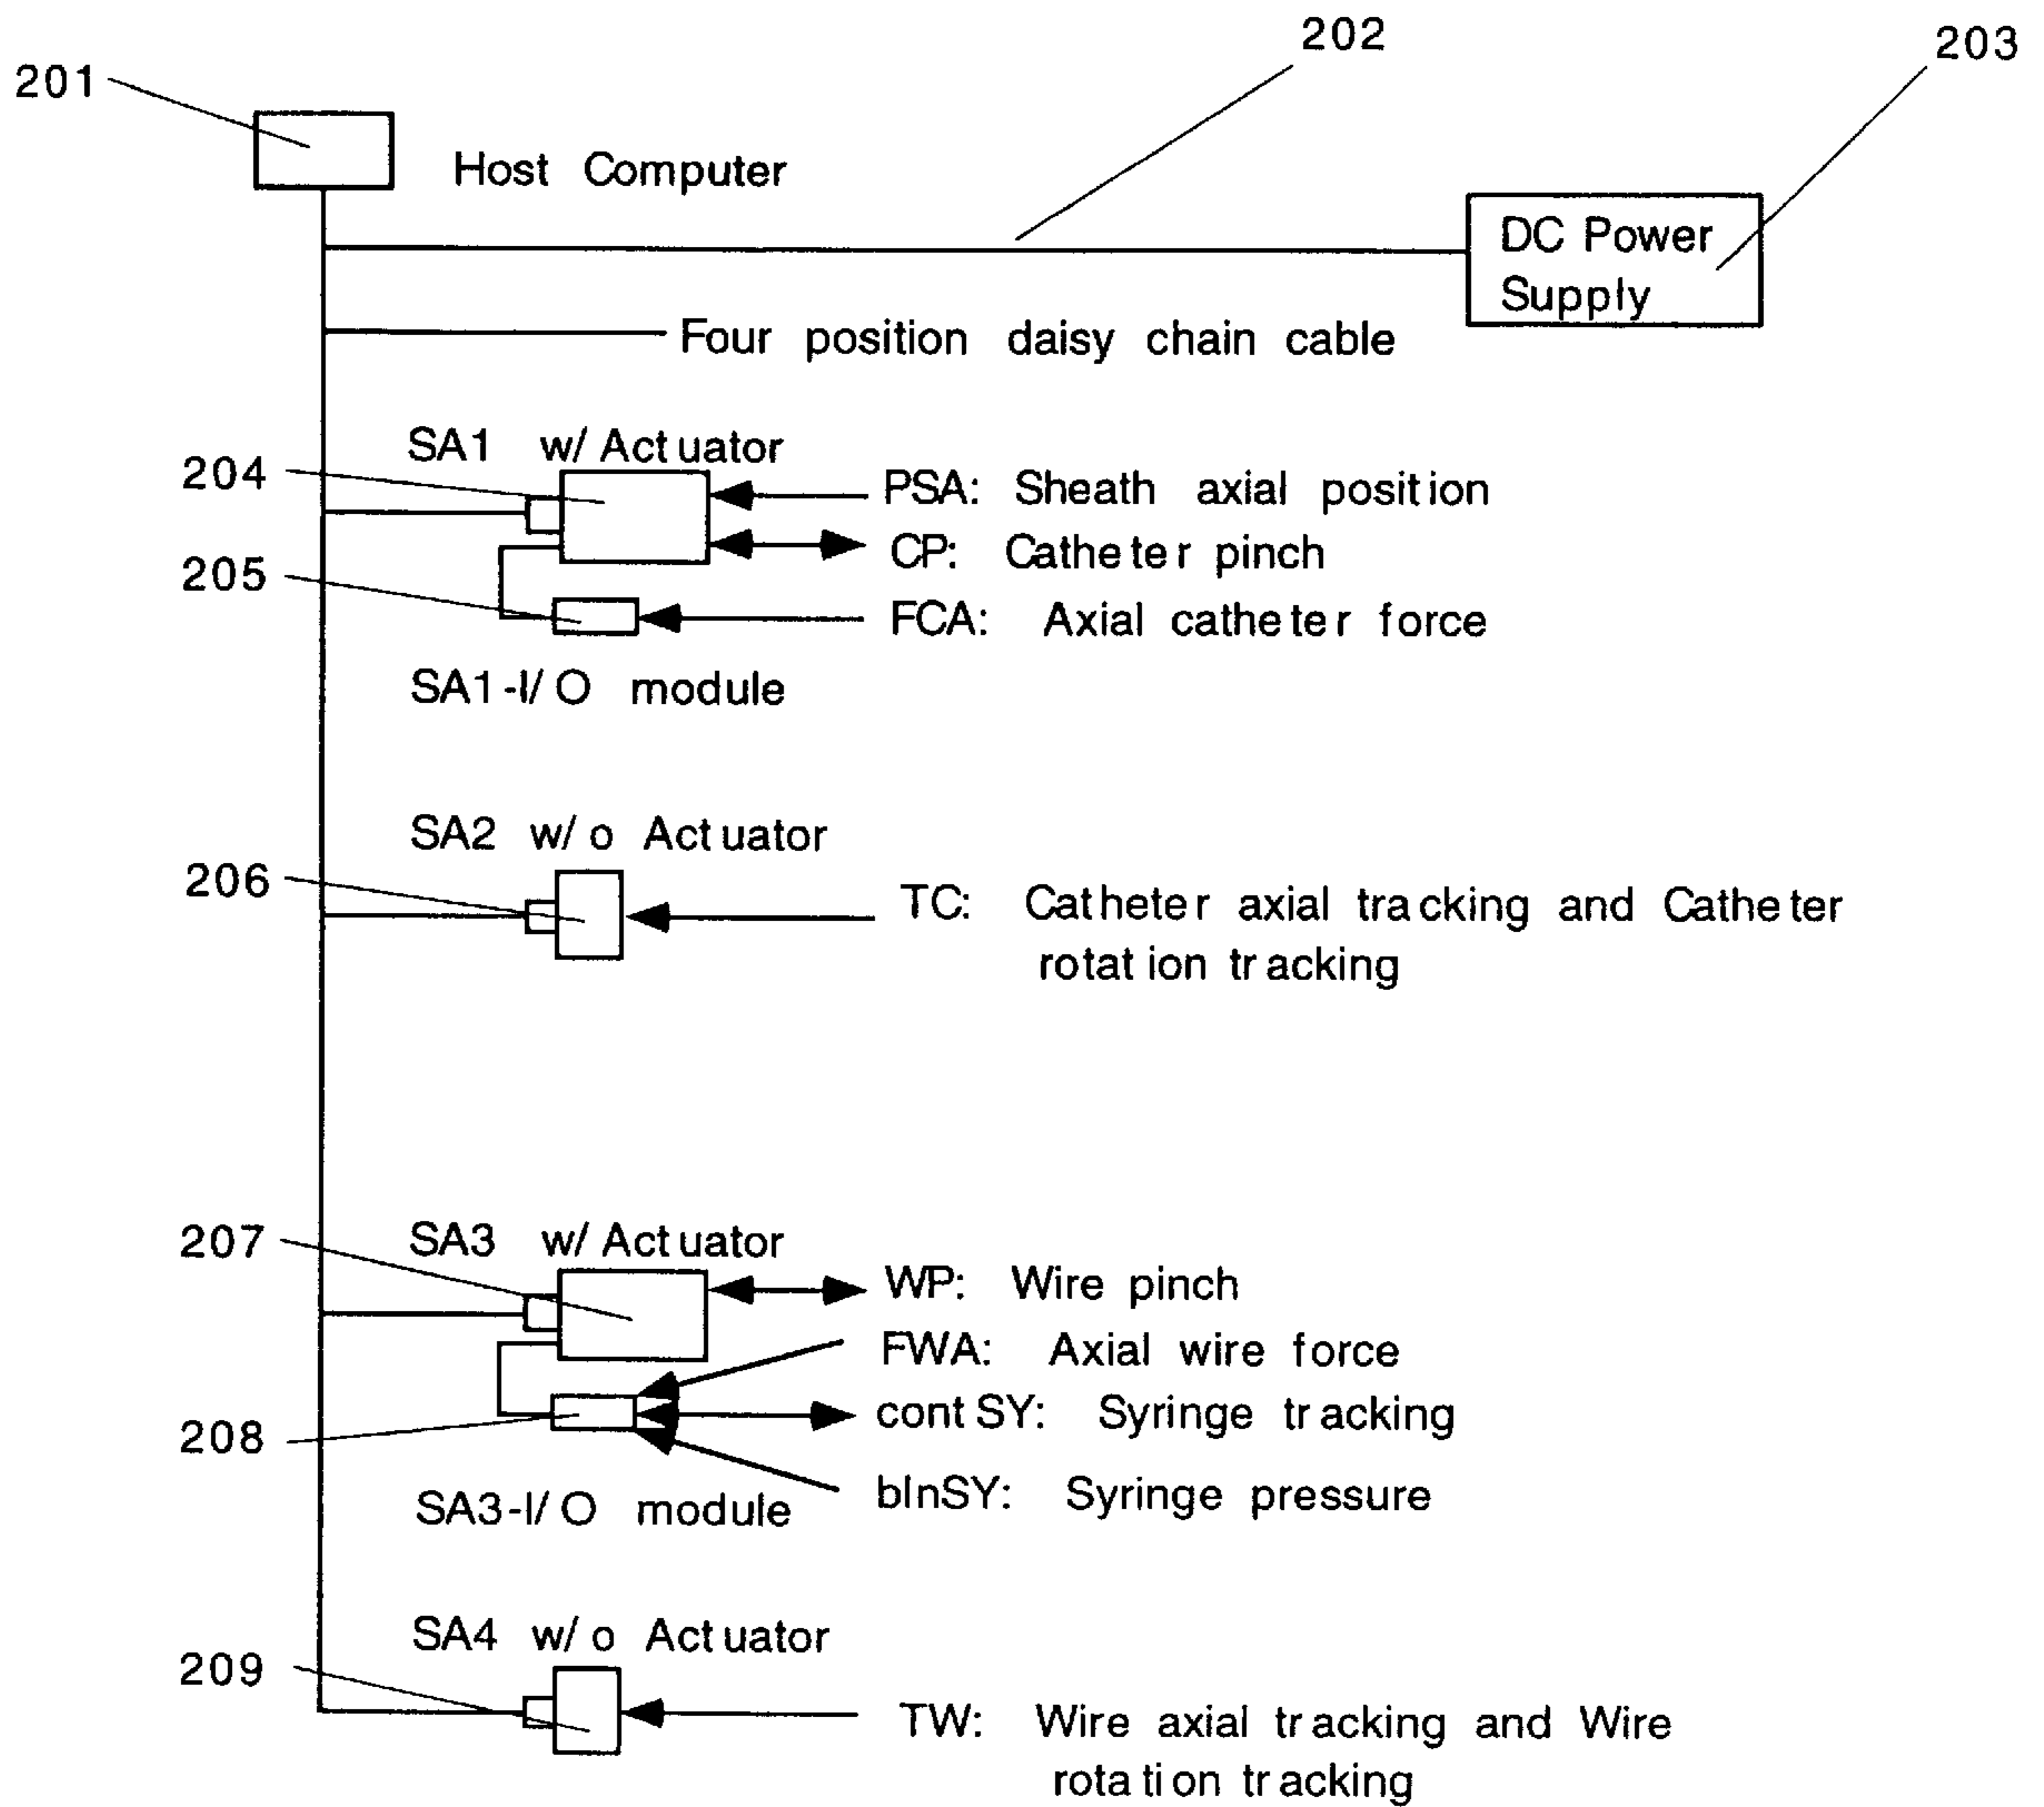 202
203
201
Host Computer
DC Power
Supply
Four position daisy chain cable
SA1 w/ Actuator
204
PSA: Sheath axial position
CP: Catheter pinch
205
FCA: Axial catheter force
SA1-I/O module
SA2 w/o Actuator
206
TC: Catheter axial tracking and Catheter
rotation tracking
207
SA3 w/ Actuator
WP: Wire pinch
FWA: Axial wire force
contSY: Syringe tracking
208
blnSY: Syringe pressure
SA3-I/O module
SA4 w/o Actuator
209
TW: Wire axial tracking and Wire
rotation tracking